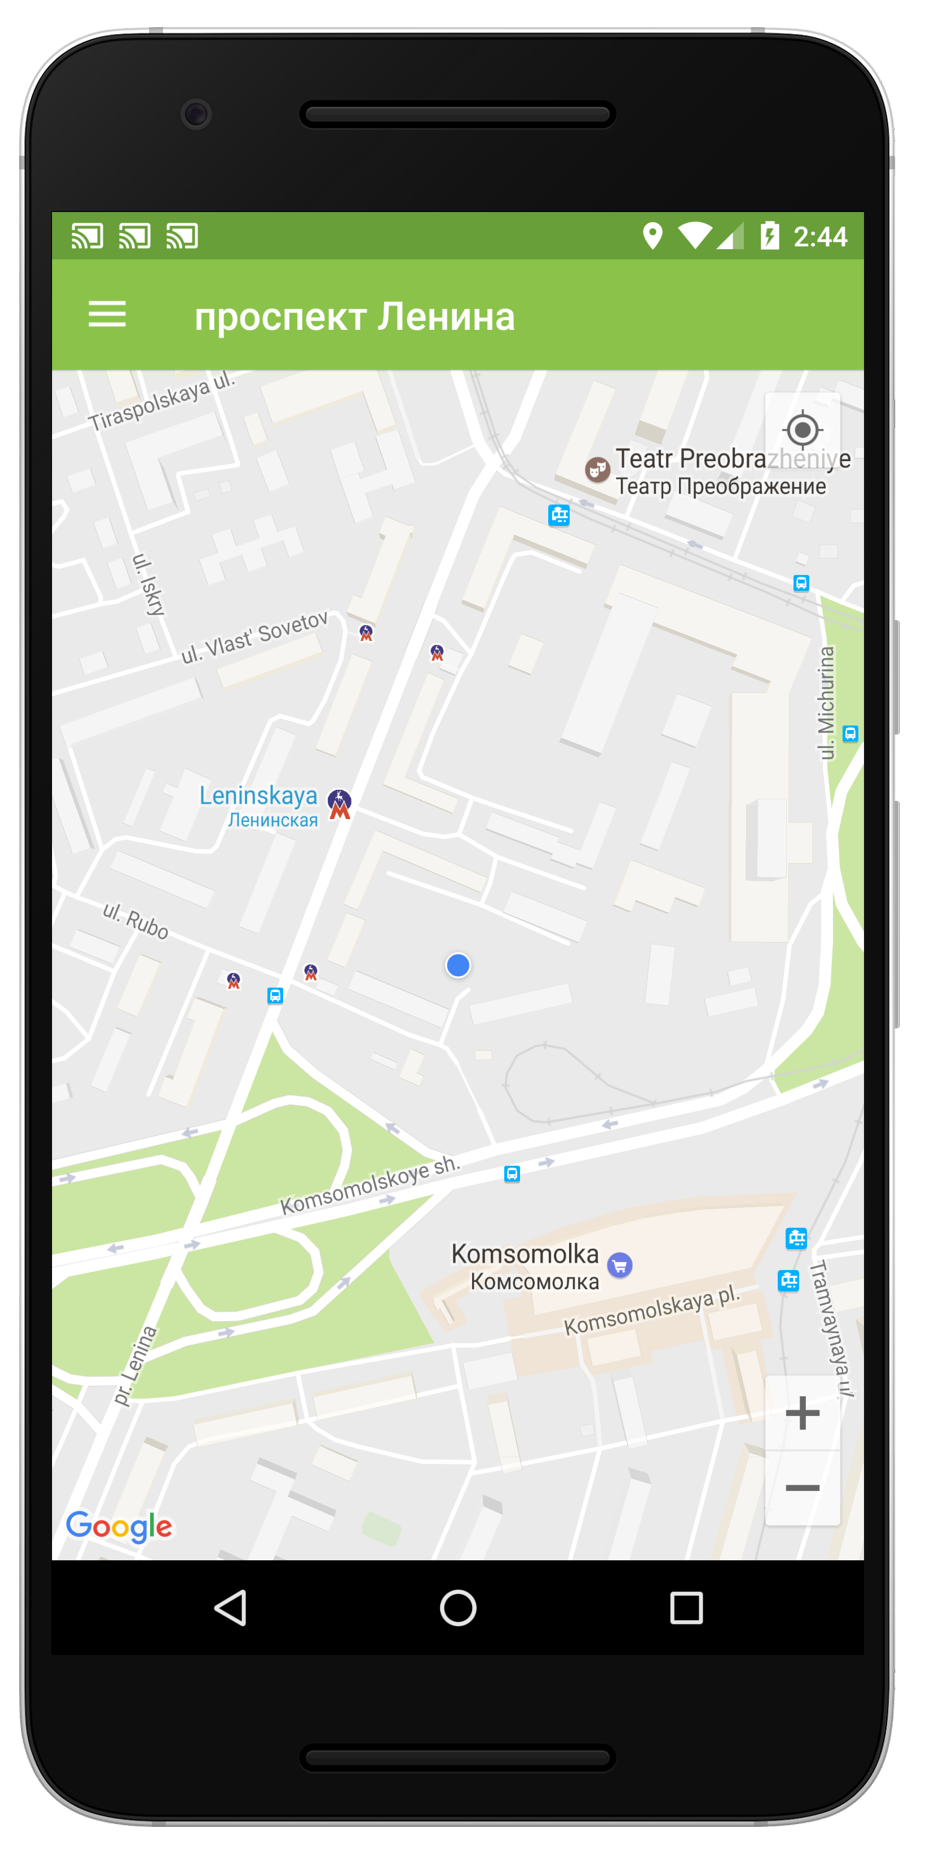 2:44
проспект Ленина
Tiraspolskaya ul.
Teatr Preobrazheniye
Театр Преображение
ul. Iskry
ul. Vlast' Sovetov
ul. Michurina
Leninskaya
Ленинская
ul. Rubo
Komsomolskoye sh.
Komsomolka
Комсомолка
Komsomolskaya pl.
Tramvaynaya ul
pr. Lenina
Google